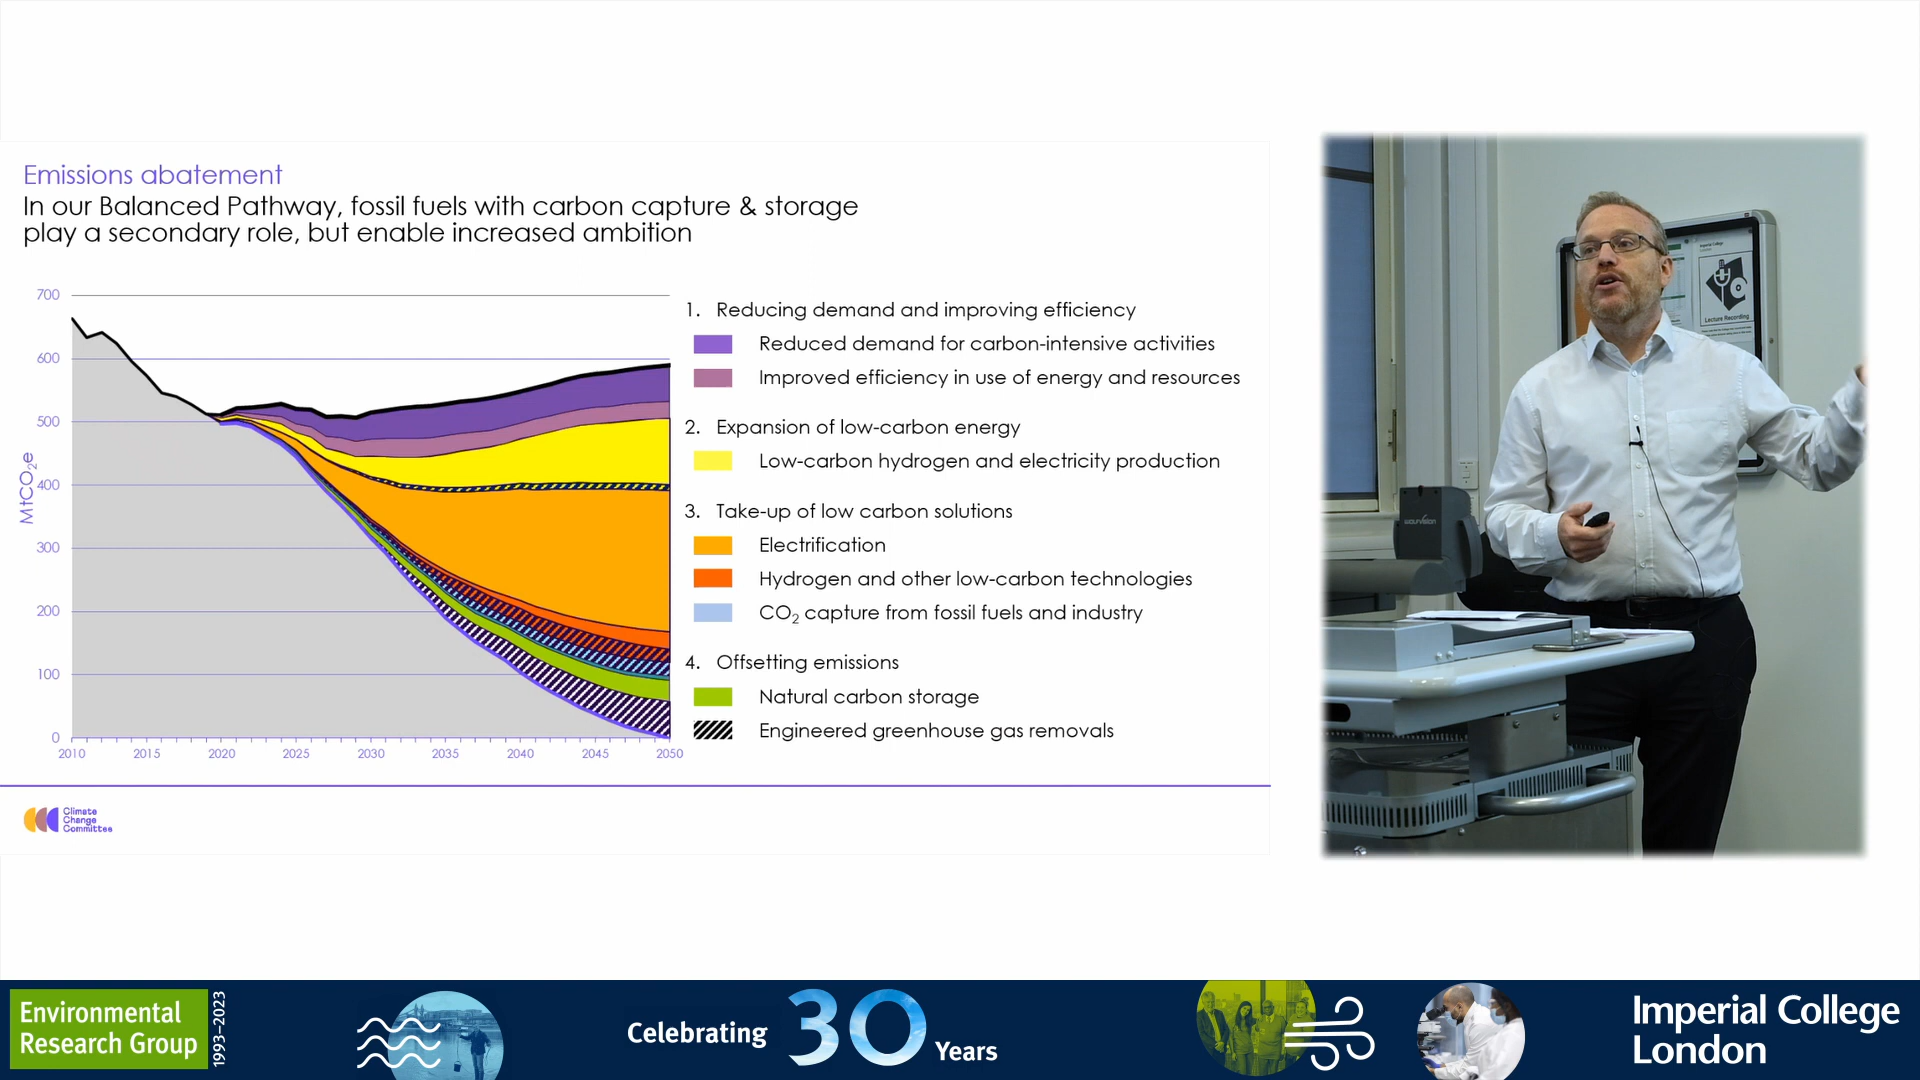 Emissions abatement
In our Balanced Pathway, fossil fuels with carbon capture & storage
play a secondary role, but enable increased ambition
700
600
500
400
300
200
100
0
MtCO₂e
2010 2015 2020 2025 2030 2035 2040 2045 2050
1. Reducing demand and improving efficiency
Reduced demand for carbon-intensive activities
Improved efficiency in use of energy and resources
2. Expansion of low-carbon energy
Low-carbon hydrogen and electricity production
3. Take-up of low carbon solutions
Electrification
Hydrogen and other low-carbon technologies
CO₂ capture from fossil fuels and industry
4. Offsetting emissions
Natural carbon storage
Engineered greenhouse gas removals
Climate
Change
Committee
Imperial College
Lecture Recording
wolfvision
Environmental
Research Group
1993–2023
Celebrating 30 Years
Imperial College
London